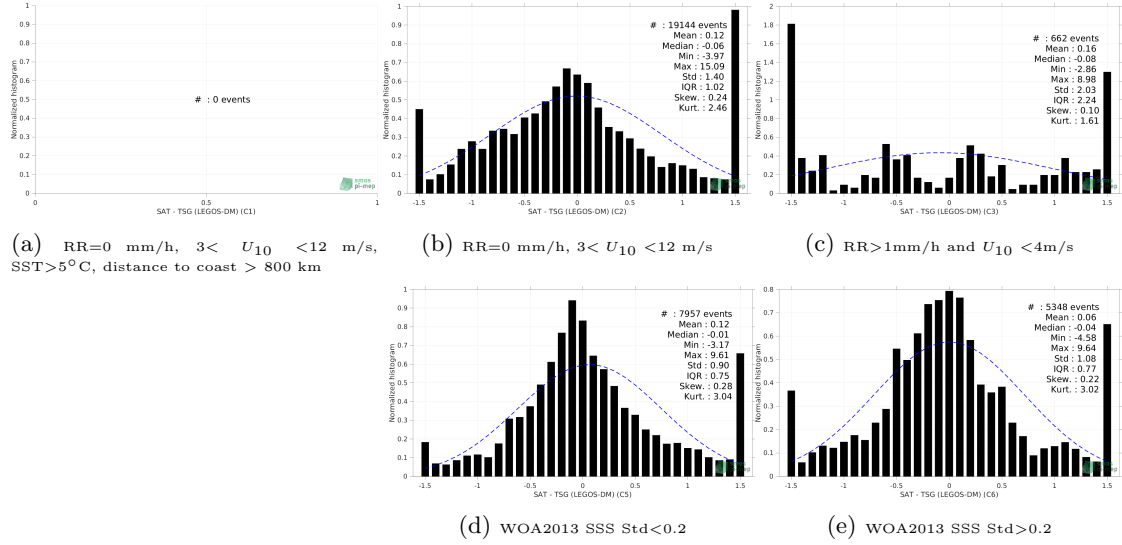 1
0.9
0.8
0.7
0.6
0.5
0.4
0.3
0.2
0.1
0
Normalized histogram
# : 0 events
0 0.5 1
SAT - TSG (LEGOS-DM) (C1)
smos
pi-mep
(a) RR=0 mm/h, 3< U10 <12 m/s,
SST>5°C, distance to coast > 800 km
1
0.9
0.8
0.7
0.6
0.5
0.4
0.3
0.2
0.1
0
Normalized histogram
# : 19144 events
Mean : 0.12
Median : -0.06
Min : -3.97
Max : 15.09
Std : 1.40
IQR : 1.02
Skew. : 0.24
Kurt. : 2.46
-1.5 -1 -0.5 0 0.5 1 1.5
SAT - TSG (LEGOS-DM) (C2)
pi-mep
(b) RR=0 mm/h, 3< U10 <12 m/s
2
1.8
1.6
1.4
1.2
1
0.8
0.6
0.4
0.2
0
Normalized histogram
# : 662 events
Mean : 0.16
Median : -0.08
Min : -2.86
Max : 8.98
Std : 2.03
IQR : 2.24
Skew. : 0.10
Kurt. : 1.61
-1.5 -1 -0.5 0 0.5 1 1.5
SAT - TSG (LEGOS-DM) (C3)
(c) RR>1mm/h and U10 <4m/s
1
0.9
0.8
0.7
0.6
0.5
0.4
0.3
0.2
0.1
0
Normalized histogram
# : 7957 events
Mean : 0.12
Median : -0.01
Min : -3.17
Max : 9.61
Std : 0.90
IQR : 0.75
Skew. : 0.28
Kurt. : 3.04
-1.5 -1 -0.5 0 0.5 1 1.5
SAT - TSG (LEGOS-DM) (C5)
(d) WOA2013 SSS Std<0.2
0.8
0.7
0.6
0.5
0.4
0.3
0.2
0.1
0
Normalized histogram
# : 5348 events
Mean : 0.06
Median : -0.04
Min : -4.58
Max : 9.64
Std : 1.08
IQR : 0.77
Skew. : 0.22
Kurt. : 3.02
-1.5 -1 -0.5 0 0.5 1 1.5
SAT - TSG (LEGOS-DM) (C6)
(e) WOA2013 SSS Std>0.2